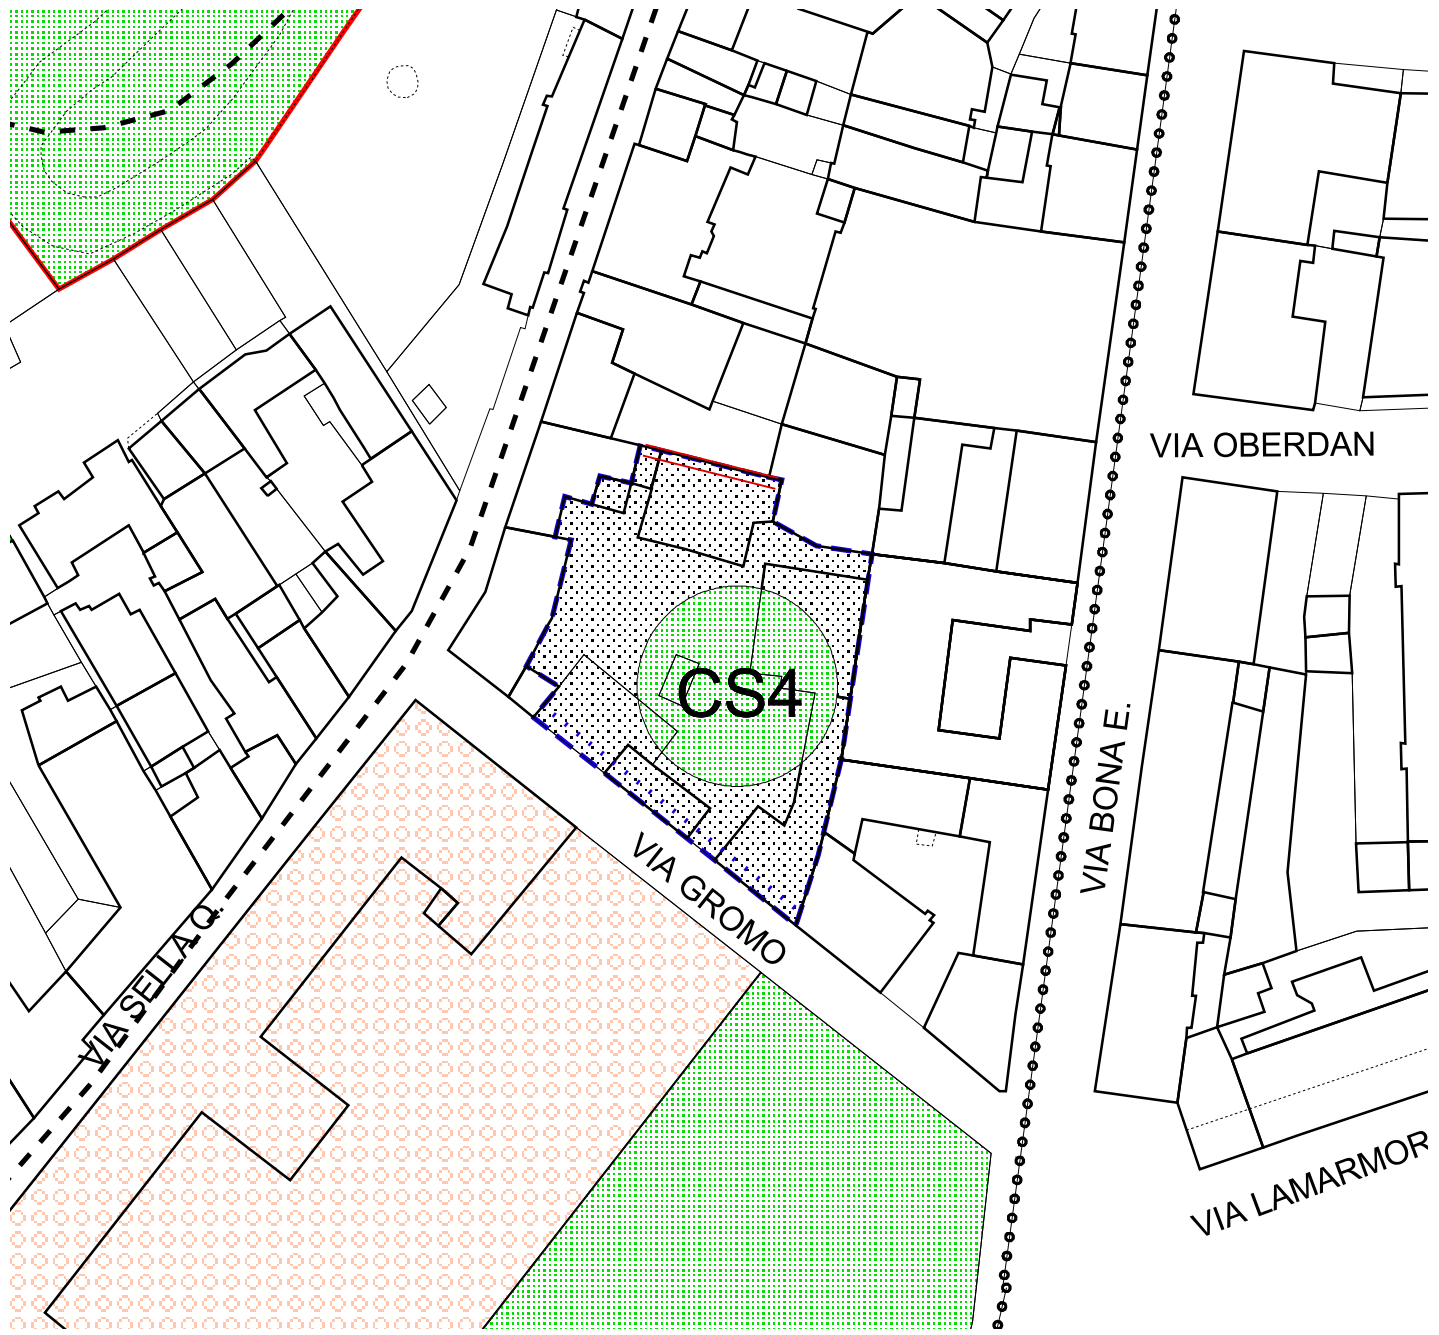 VIA OBERDAN
CS4
VIA BONA E.
VIA GROMO
VIA SELLA Q.
VIA LAMARMOR